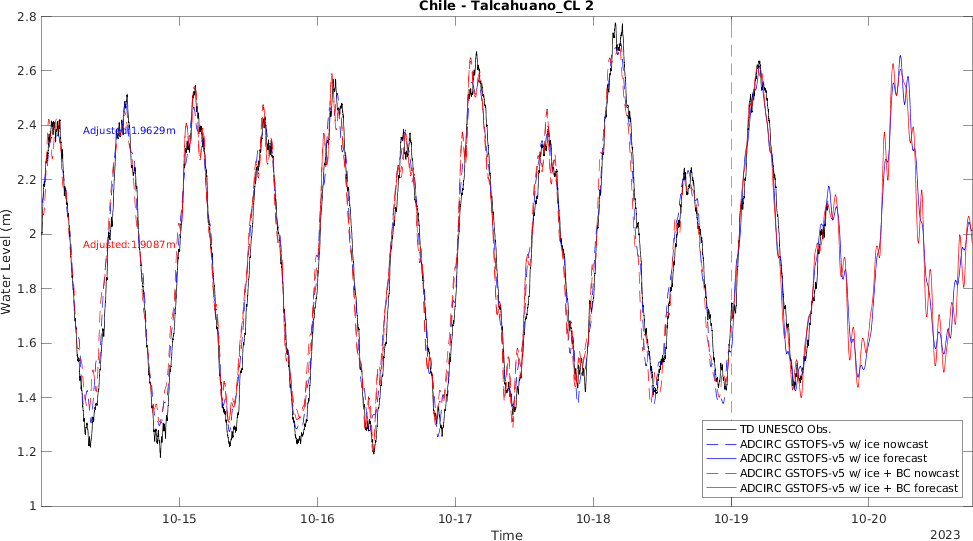 Chile - Talcahuano_CL 2
2.8
2.6
2.4
2.2
2
1.8
1.6
1.4
1.2
1
Water Level (m)
Adjusted:1.9629m
Adjusted:1.9087m
TD UNESCO Obs.
ADCIRC GSTOFS-v5 w/ ice nowcast
ADCIRC GSTOFS-v5 w/ ice forecast
ADCIRC GSTOFS-v5 w/ ice + BC nowcast
ADCIRC GSTOFS-v5 w/ ice + BC forecast
10-15
10-16
10-17
10-18
10-19
10-20
Time
2023